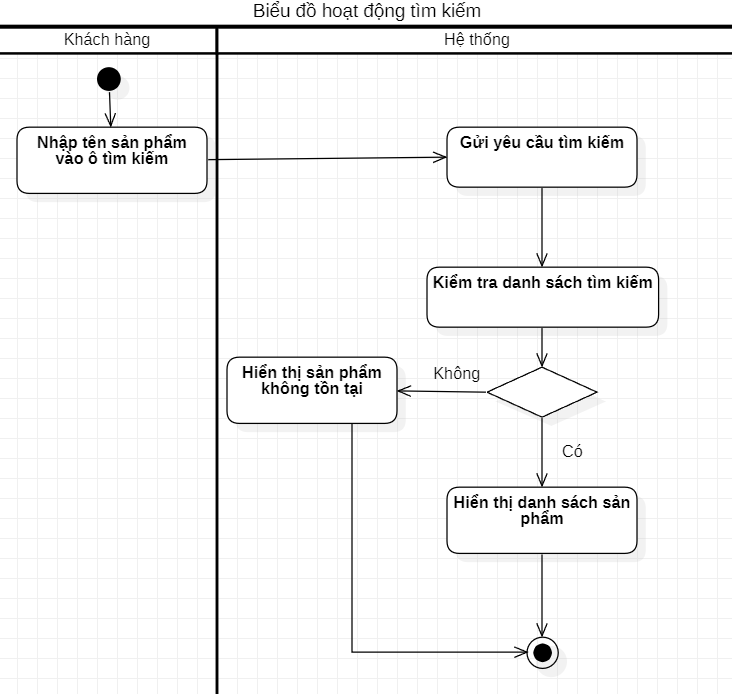 Biểu đồ hoạt động tìm kiếm
Khách hàng
Hệ thống
Nhập tên sản phẩm
vào ô tìm kiếm
Gửi yêu cầu tìm kiếm
Kiểm tra danh sách tìm kiếm
Hiển thị sản phẩm
không tồn tại
Không
Có
Hiển thị danh sách sản
phẩm